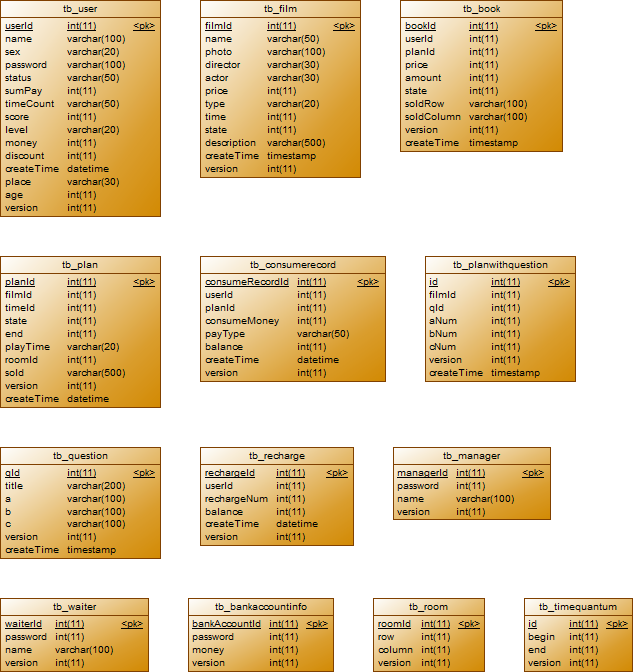 tb_user
userId int(11) <pk>
name varchar(100)
sex varchar(20)
password varchar(100)
status varchar(50)
sumPay int(11)
timeCount varchar(50)
score int(11)
level varchar(20)
money int(11)
discount int(11)
createTime datetime
place varchar(30)
age int(11)
version int(11)
tb_film
filmId int(11) <pk>
name varchar(50)
photo varchar(100)
director varchar(30)
actor varchar(30)
price int(11)
type varchar(20)
time int(11)
state int(11)
description varchar(500)
createTime timestamp
version int(11)
tb_book
bookId int(11) <pk>
userId int(11)
planId int(11)
price int(11)
amount int(11)
state int(11)
soldRow varchar(100)
soldColumn varchar(100)
version int(11)
createTime timestamp
tb_plan
planId int(11) <pk>
filmId int(11)
timeId int(11)
state int(11)
end int(11)
playTime varchar(20)
roomId int(11)
sold varchar(500)
version int(11)
createTime datetime
tb_consumerecord
consumeRecordId int(11) <pk>
userId int(11)
planId int(11)
consumeMoney int(11)
payType varchar(50)
balance int(11)
createTime datetime
version int(11)
tb_planwithquestion
id int(11) <pk>
filmId int(11)
qId int(11)
aNum int(11)
bNum int(11)
cNum int(11)
version int(11)
createTime timestamp
tb_question
qId int(11) <pk>
title varchar(200)
a varchar(100)
b varchar(100)
c varchar(100)
version int(11)
createTime timestamp
tb_recharge
rechargeId int(11) <pk>
userId int(11)
rechargeNum int(11)
balance int(11)
createTime datetime
version int(11)
tb_manager
managerId int(11) <pk>
password int(11)
name varchar(100)
version int(11)
tb_waiter
waiterId int(11) <pk>
password int(11)
name varchar(100)
version int(11)
tb_bankaccountinfo
bankAccountId int(11) <pk>
password int(11)
money int(11)
version int(11)
tb_room
roomId int(11) <pk>
row int(11)
column int(11)
version int(11)
tb_timequantum
id int(11) <pk>
begin int(11)
end int(11)
version int(11)